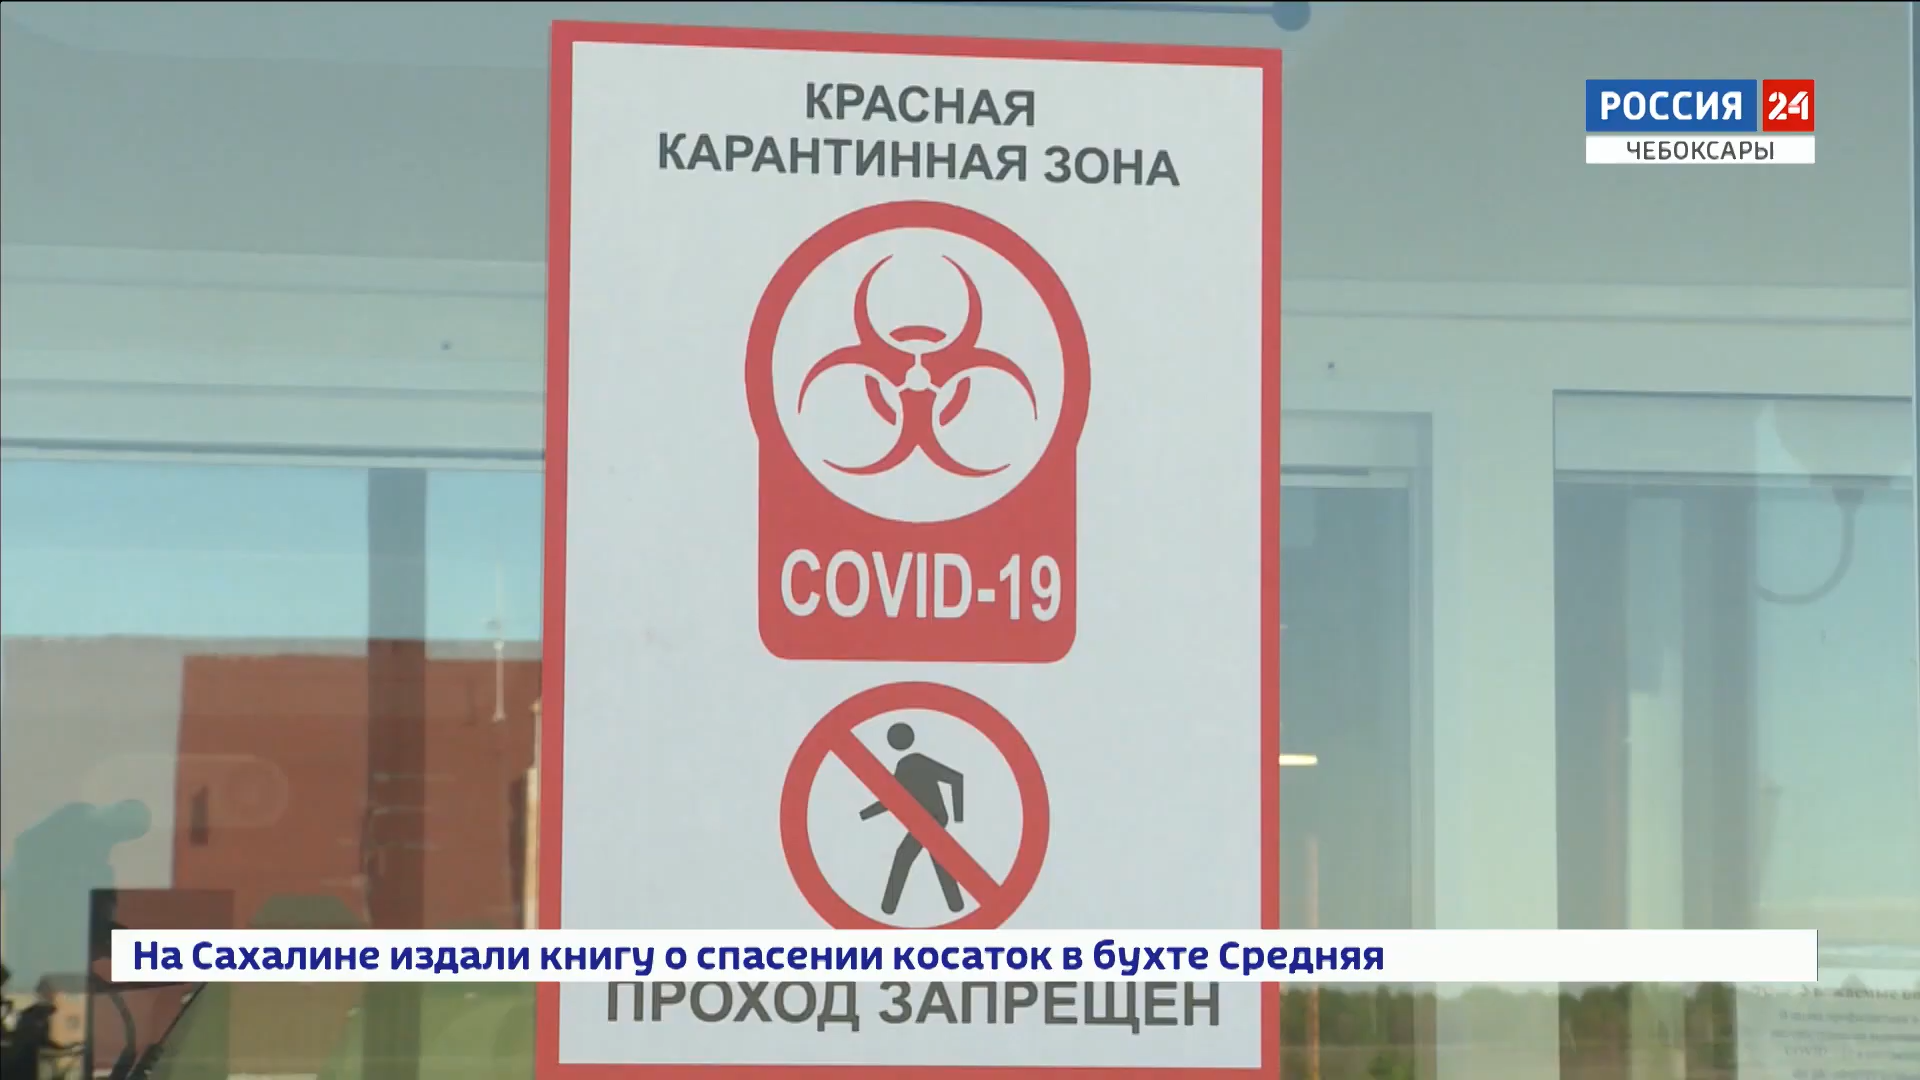 КРАСНАЯ
КАРАНТИННАЯ ЗОНА
РОССИЯ 24
ЧЕБОКСАРЫ
COVID-19
На Сахалине издали книгу о спасении косаток в бухте Средняя
ПРОХОД ЗАПРЕЩЕН